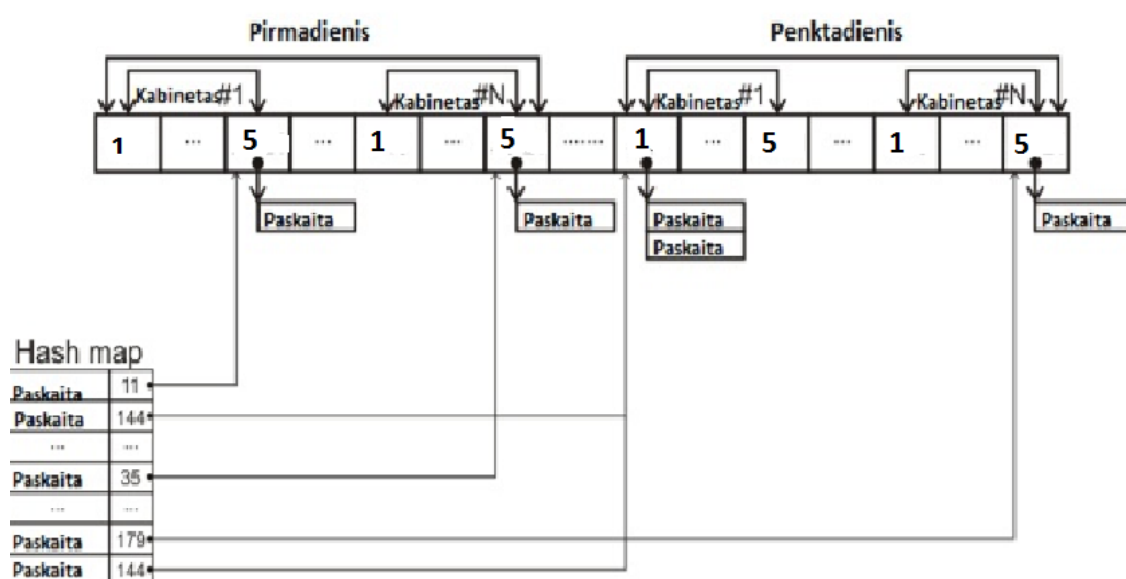 Pirmadienis Penktadienis
Kabinetas#1 Kabinetas#N Kabinetas#1 Kabinetas#N
1 ... 5 ... 1 ... 5 ....... 1 ... 5 ... 1 ... 5
Paskaita Paskaita Paskaita Paskaita
Paskaita
Hash map
Paskaita 11
Paskaita 144
... ...
Paskaita 35
... ...
Paskaita 179
Paskaita 144